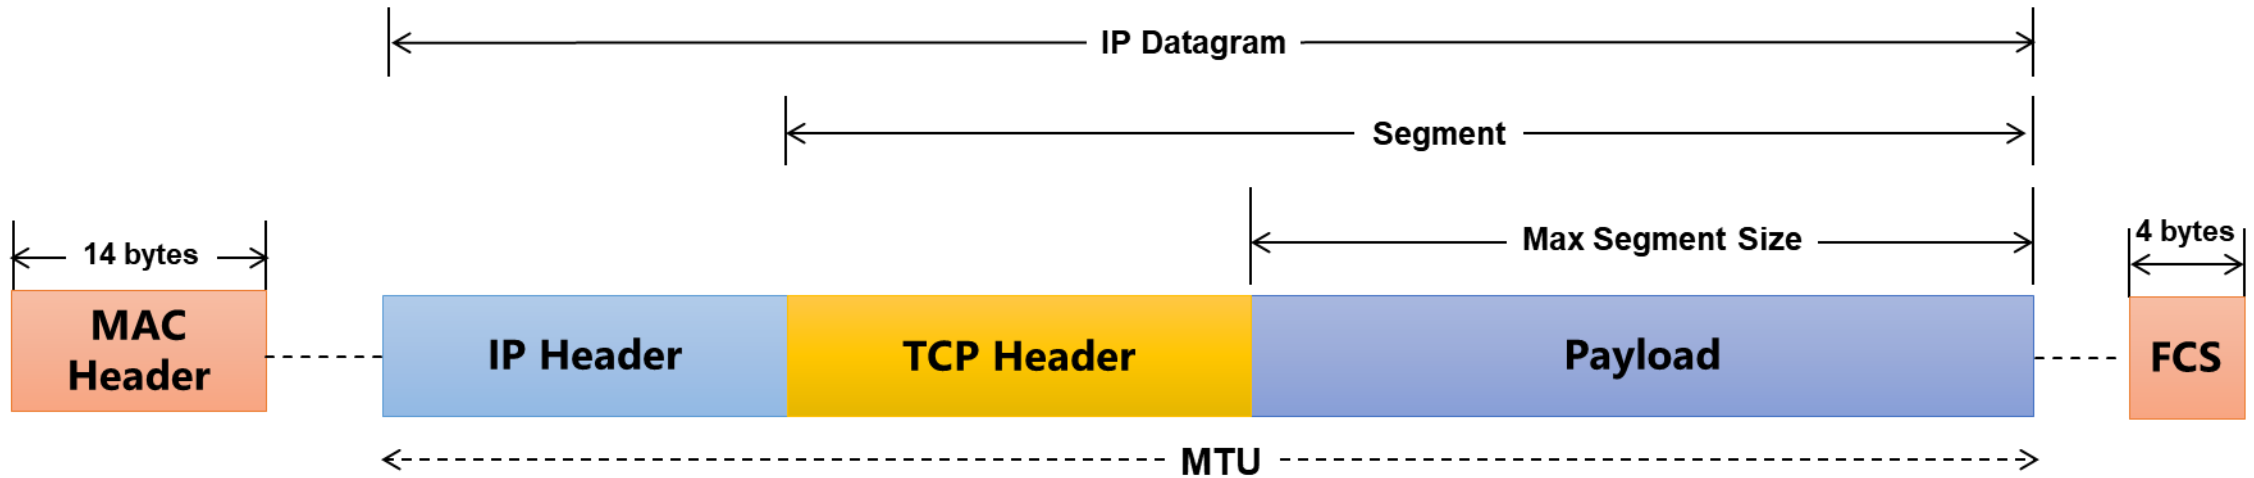 IP Datagram
Segment
Max Segment Size
14 bytes
4 bytes
MAC
Header
IP Header
TCP Header
Payload
FCS
MTU